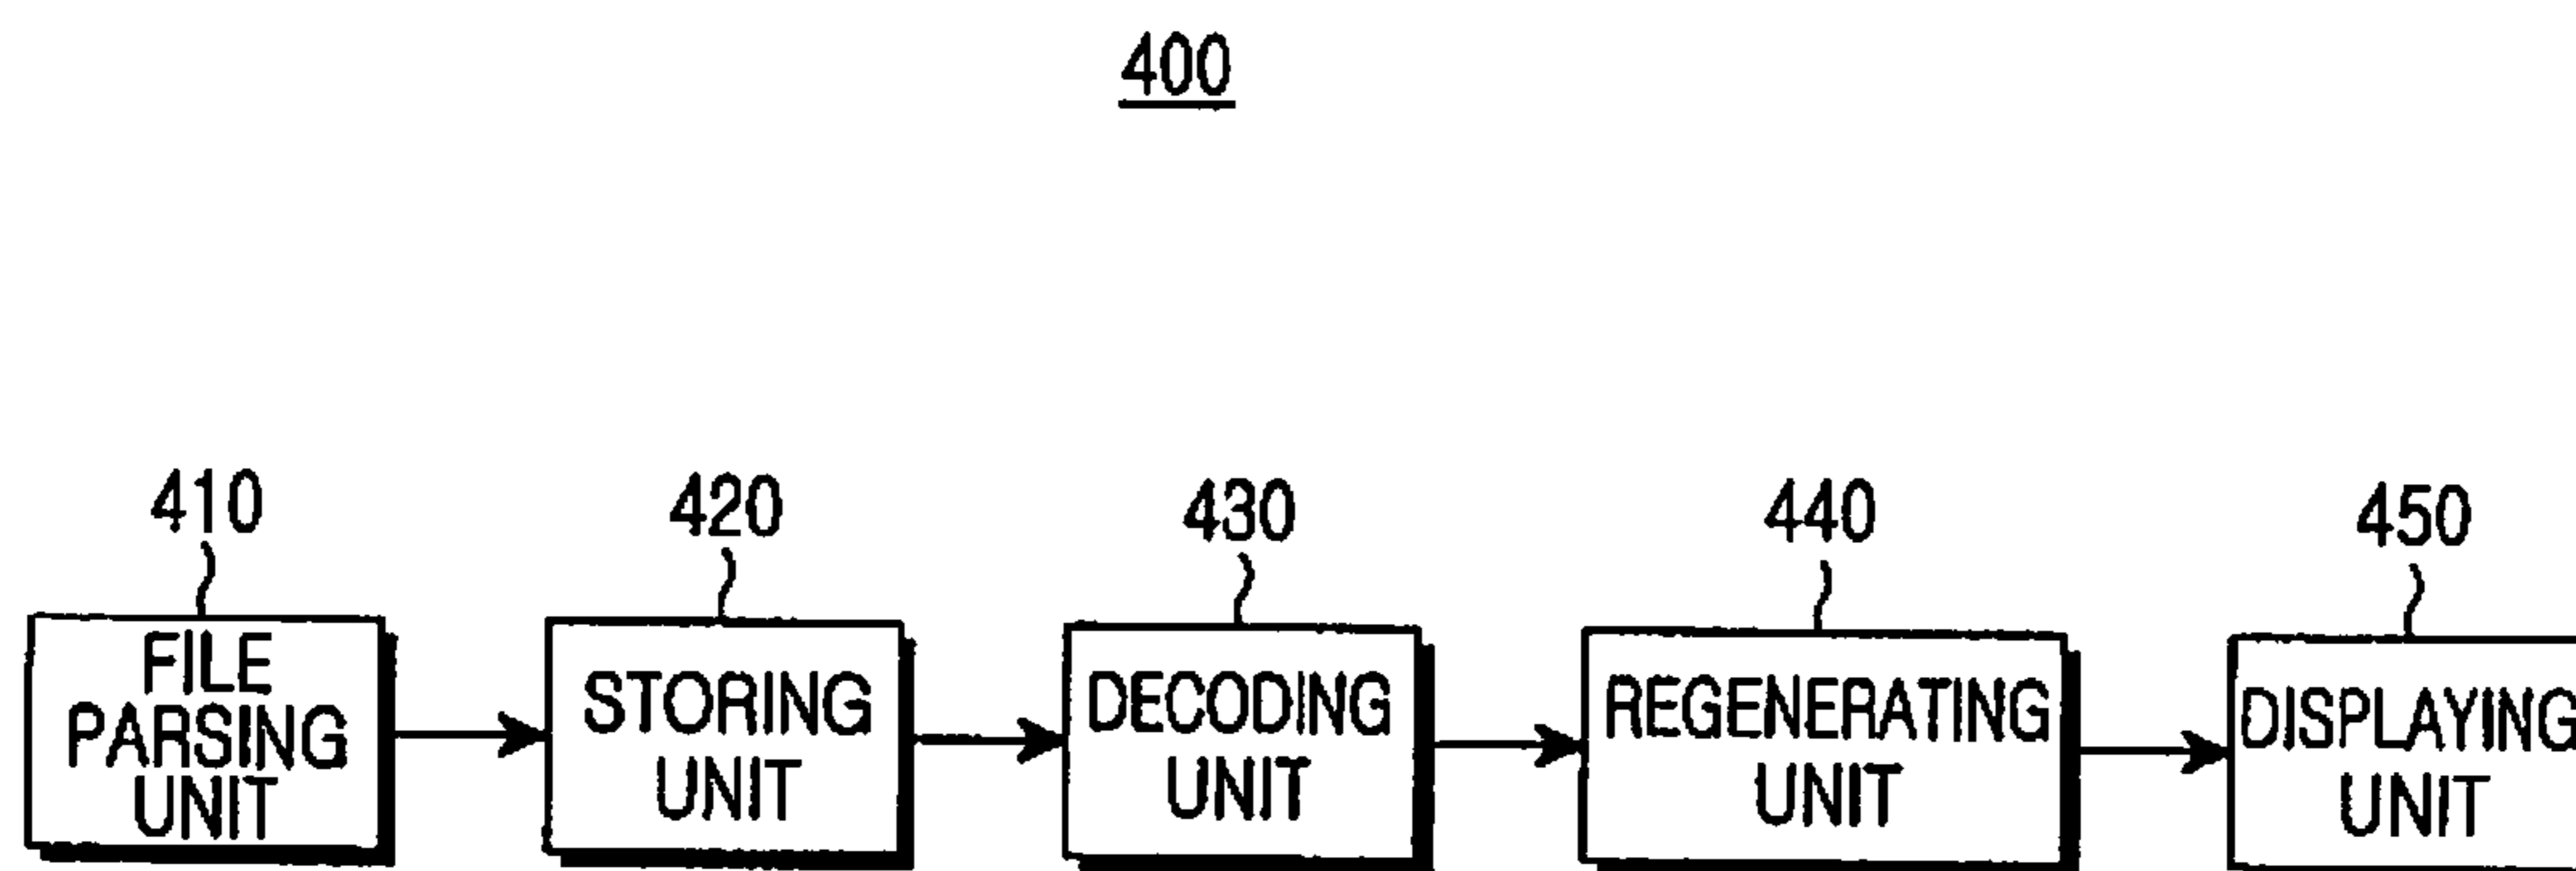 400
410
420
430
440
450
FILE
PARSING
UNIT
STORING
UNIT
DECODING
UNIT
REGENERATING
UNIT
DISPLAYING
UNIT